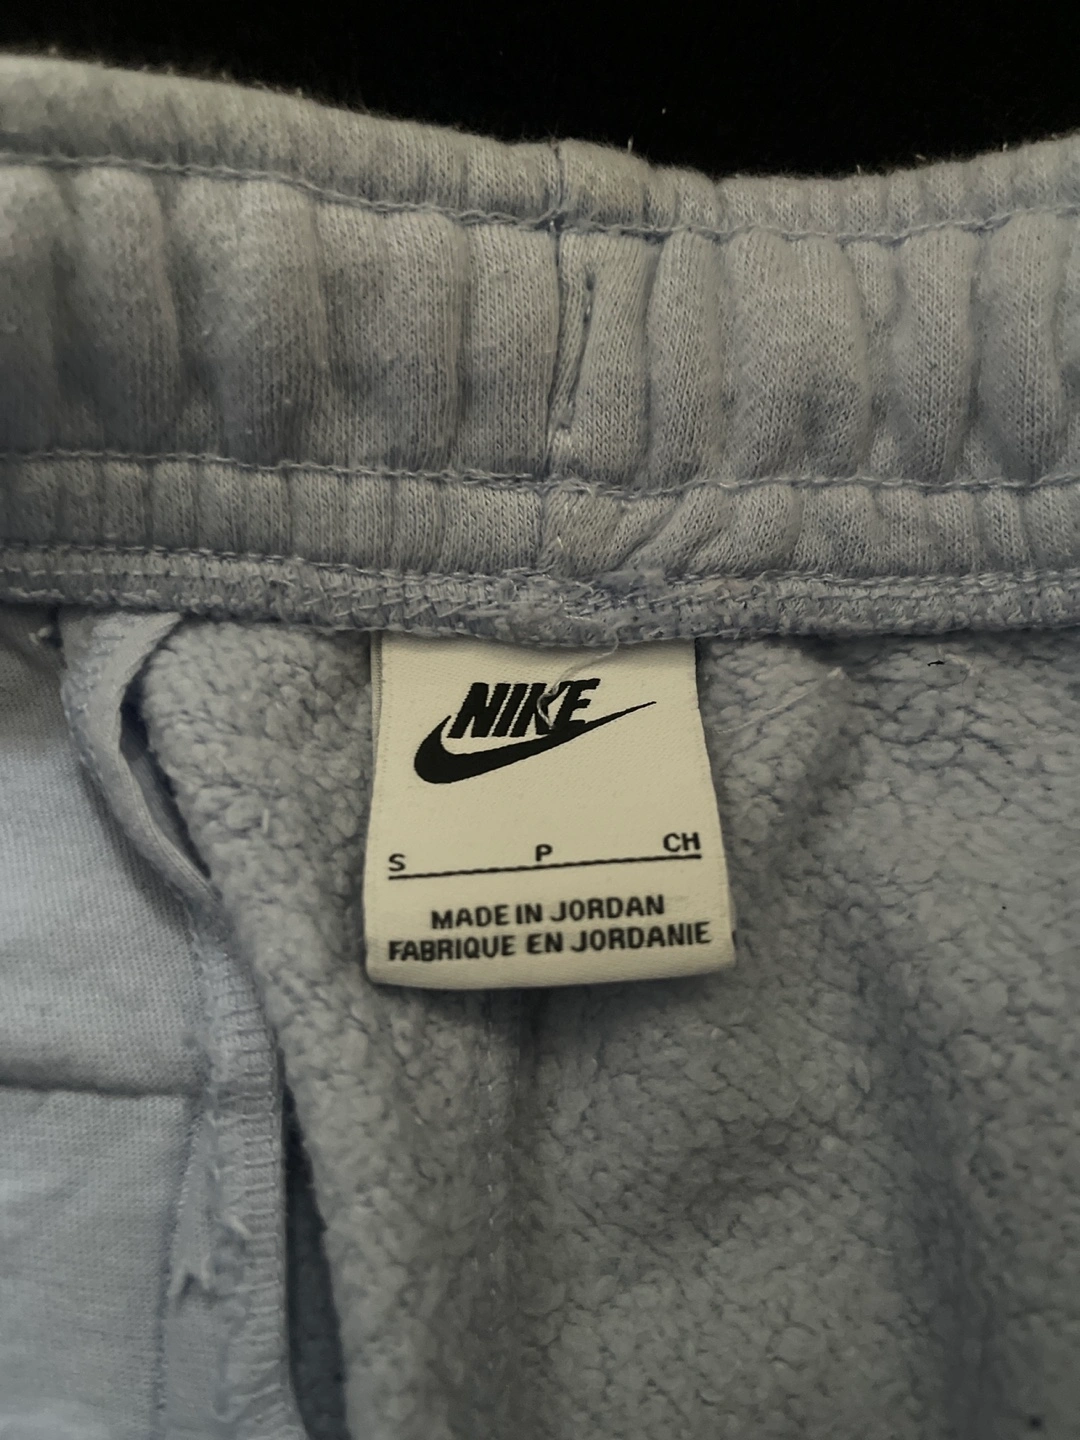 NIKE
S P CH
MADE IN JORDAN
FABRIQUE EN JORDANIE